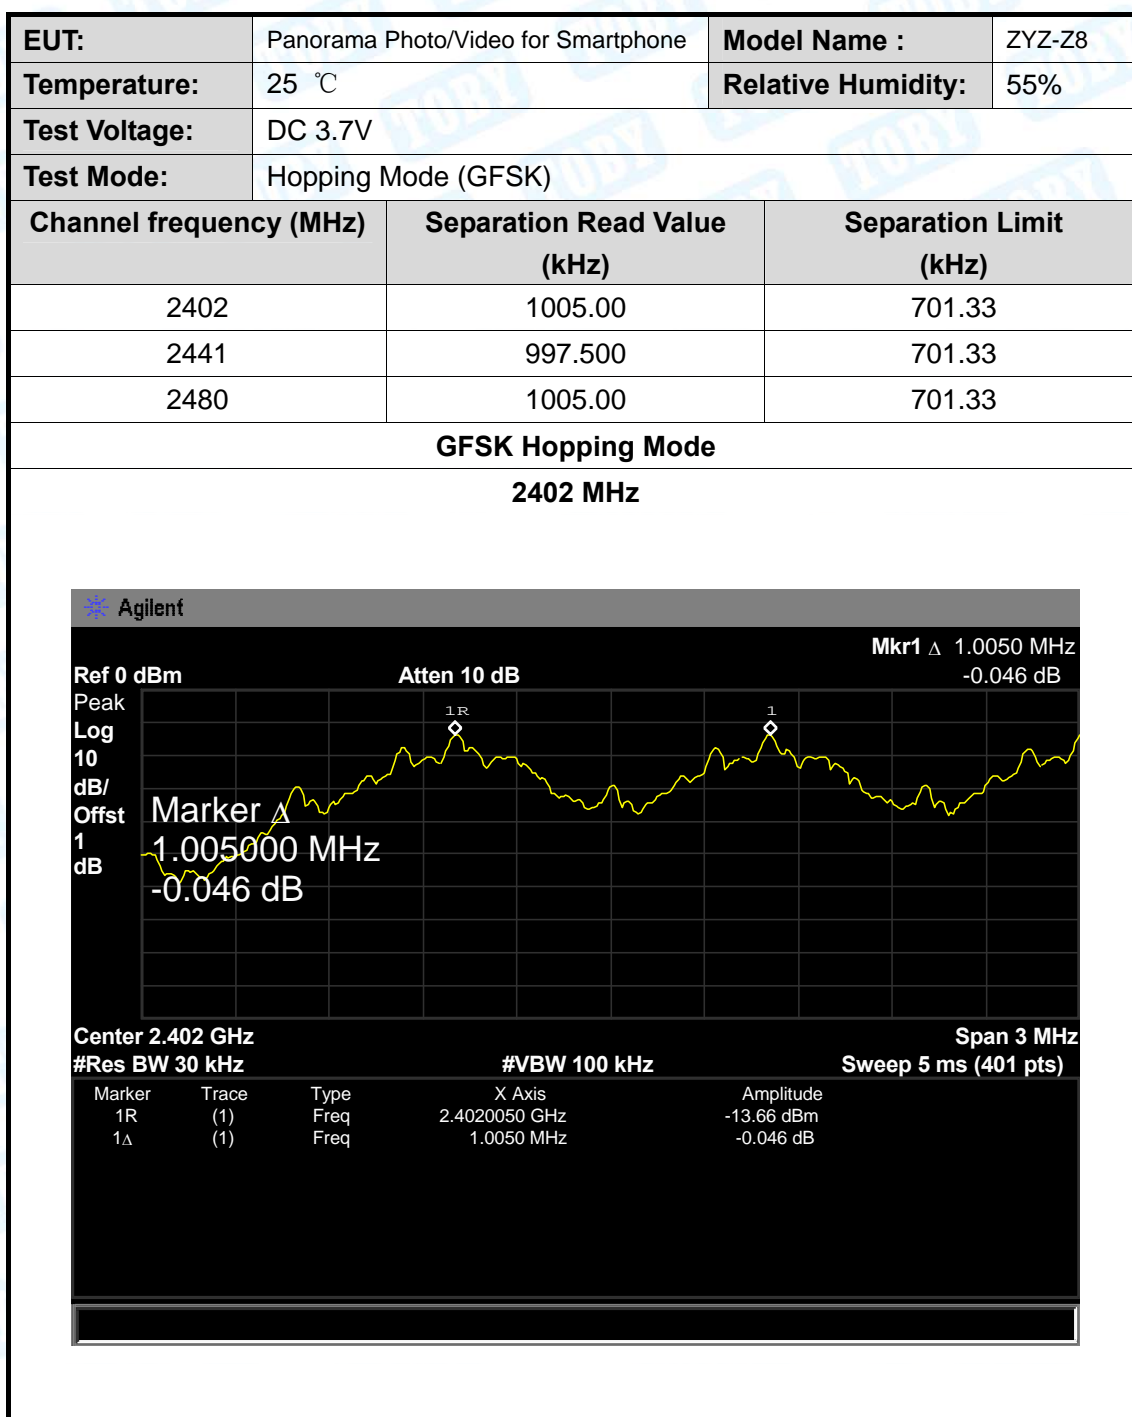 EUT: Panorama Photo/Video for Smartphone Model Name : ZYZ-Z8
Temperature: 25 ℃ Relative Humidity: 55%
Test Voltage: DC 3.7V
Test Mode: Hopping Mode (GFSK)
Channel frequency (MHz) Separation Read Value (kHz) Separation Limit (kHz)
2402 1005.00 701.33
2441 997.500 701.33
2480 1005.00 701.33
GFSK Hopping Mode
2402 MHz
Agilent
Mkr1 Δ 1.0050 MHz
Ref 0 dBm Atten 10 dB -0.046 dB
Peak
Log
10
dB/
Offst
1
dB
1R 1
Marker Δ
1.005000 MHz
-0.046 dB
Center 2.402 GHz Span 3 MHz
#Res BW 30 kHz #VBW 100 kHz Sweep 5 ms (401 pts)
Marker Trace Type X Axis Amplitude
1R (1) Freq 2.4020050 GHz -13.66 dBm
1Δ (1) Freq 1.0050 MHz -0.046 dB
TOBY